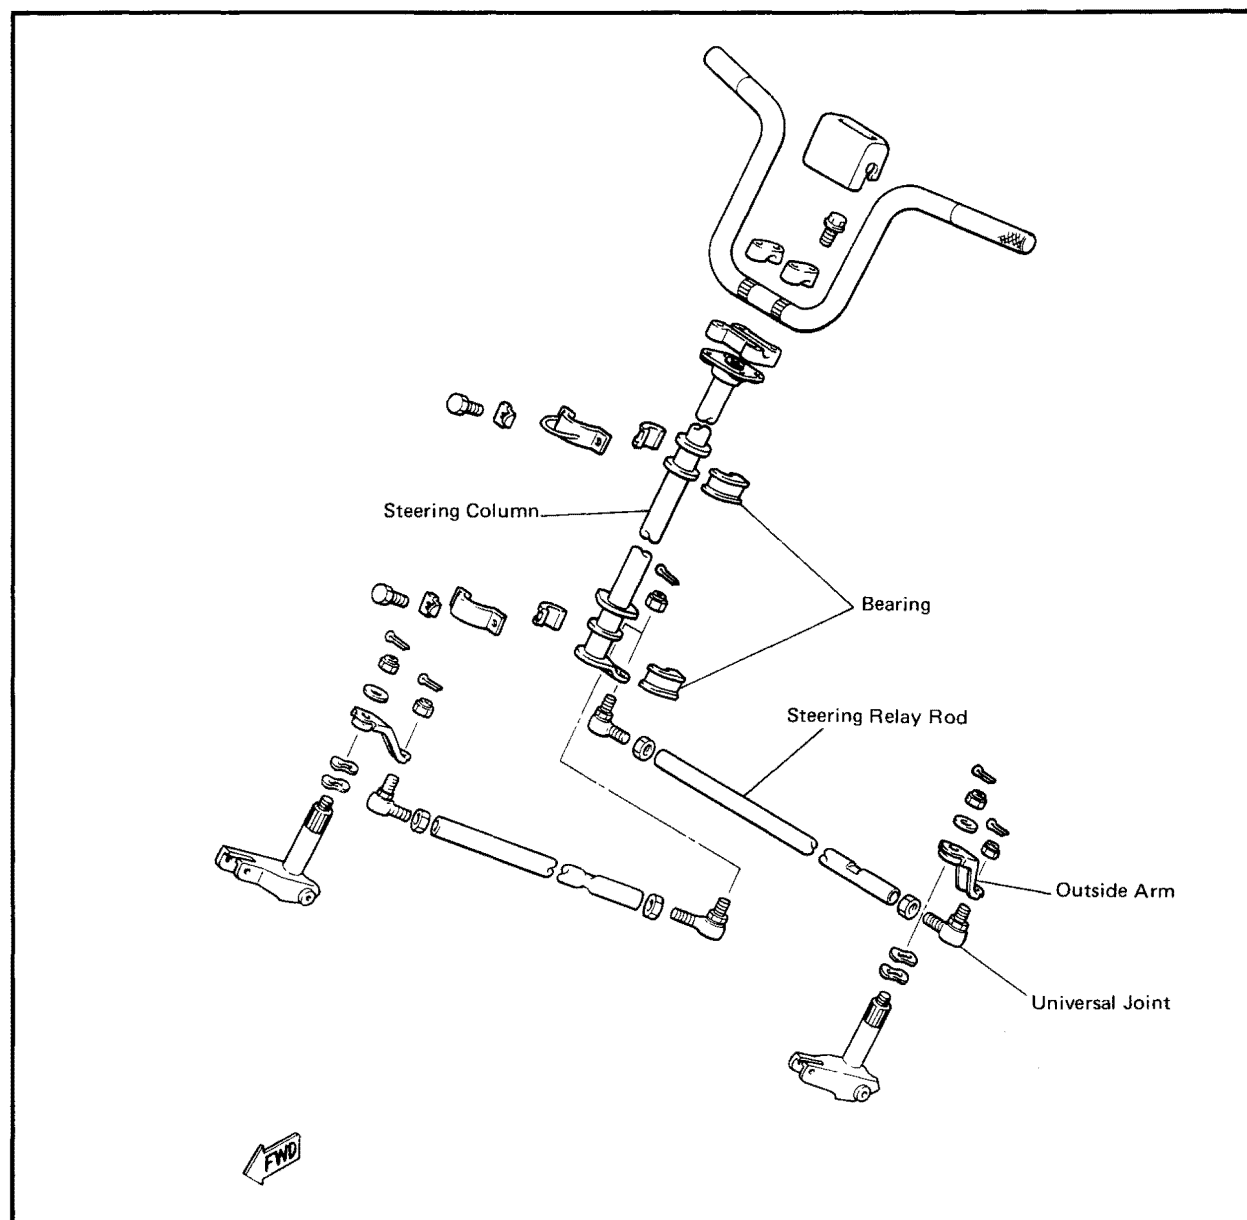 Steering Column
Bearing
Steering Relay Rod
Outside Arm
Universal Joint
FWD